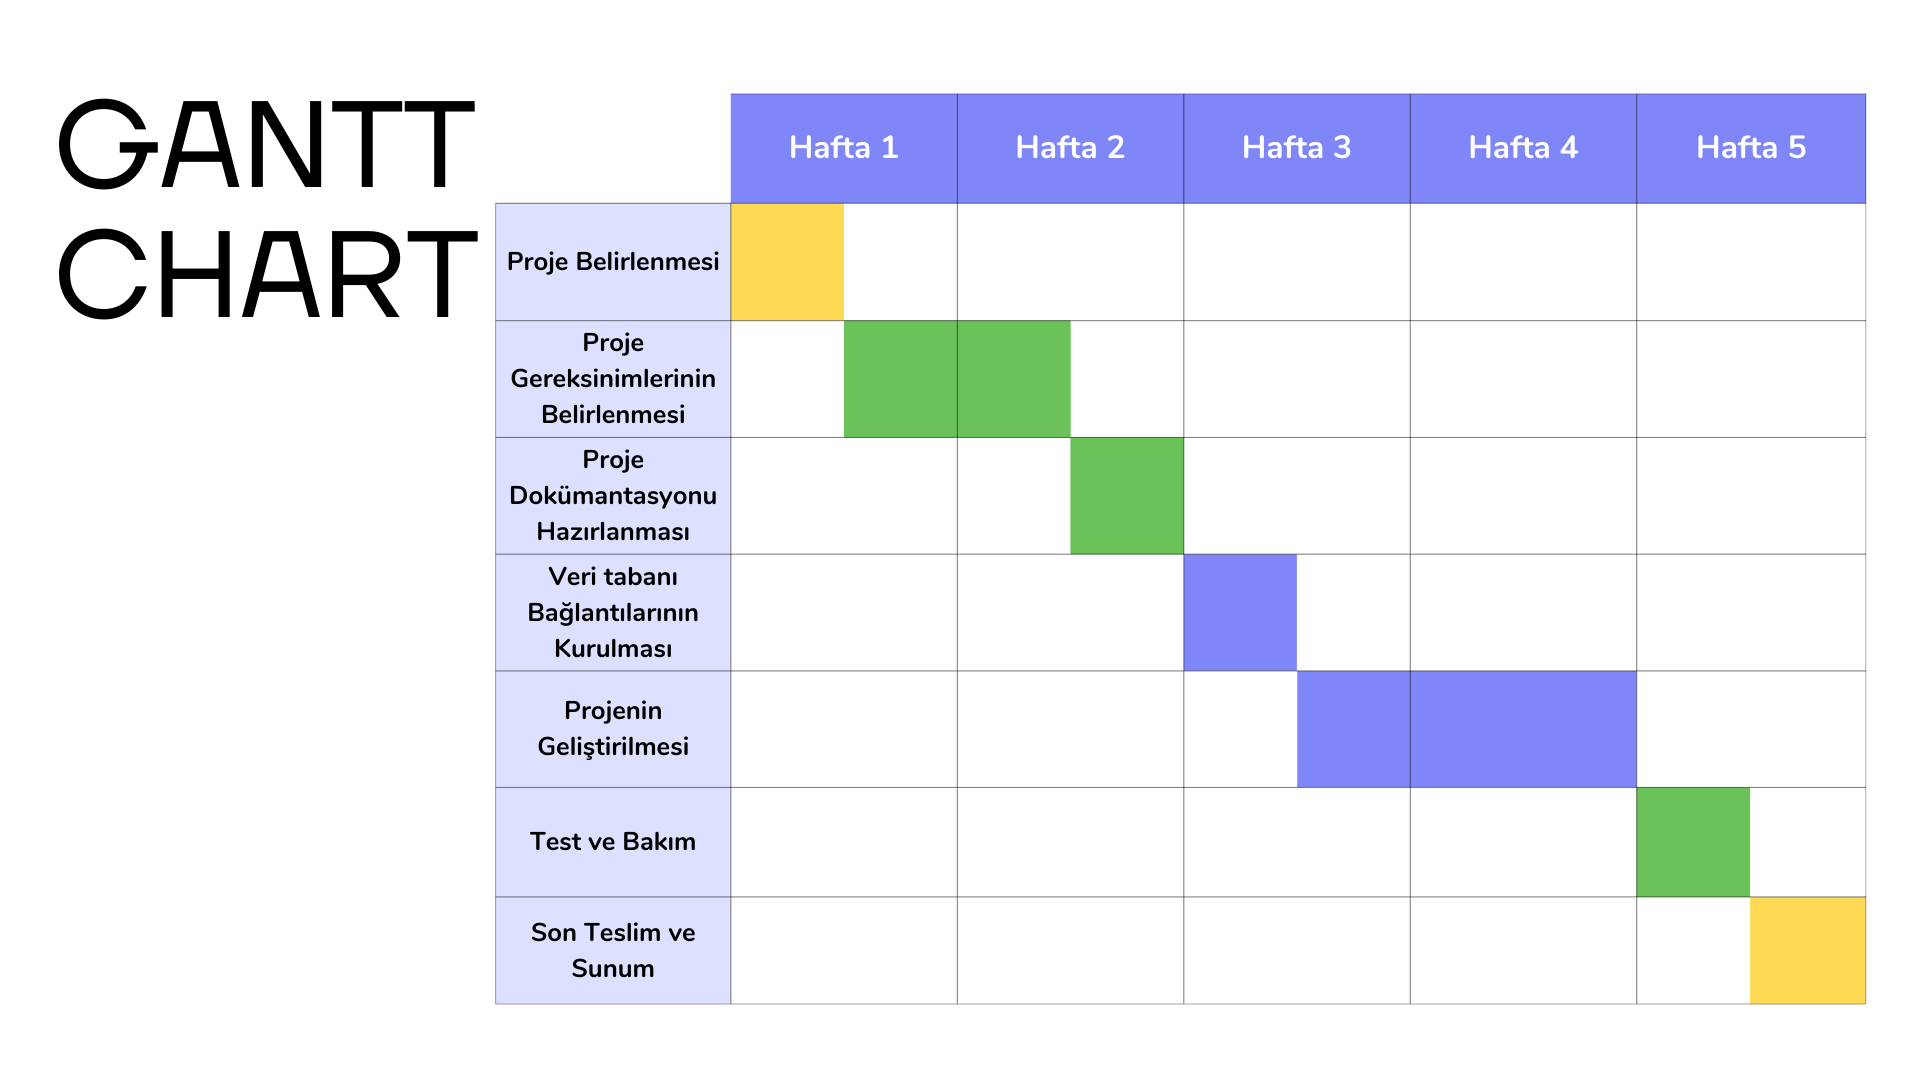 GANTT
CHART
Hafta 1 Hafta 2 Hafta 3 Hafta 4 Hafta 5
Proje Belirlenmesi
Proje
Gereksinimlerinin
Belirlenmesi
Proje
Dokümantasyonu
Hazırlanması
Veri tabanı
Bağlantılarının
Kurulması
Projenin
Geliştirilmesi
Test ve Bakım
Son Teslim ve
Sunum